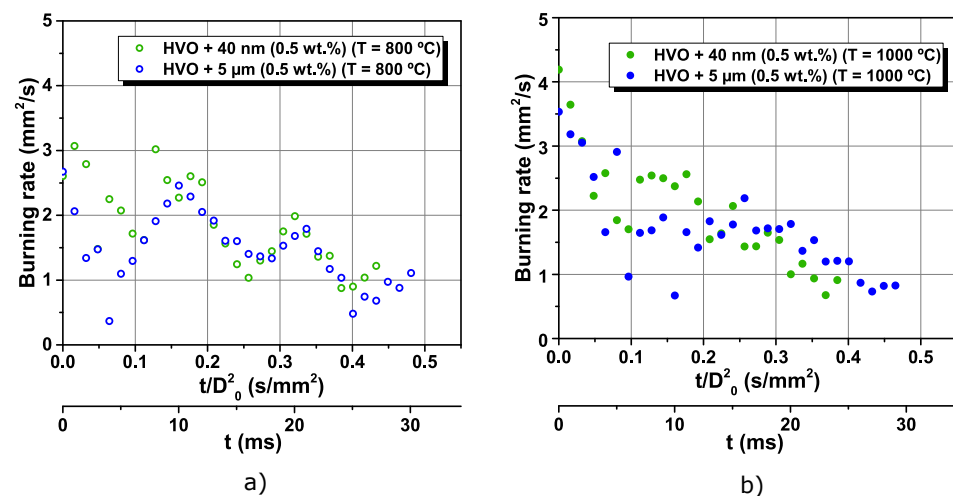 HVO + 40 nm (0.5 wt.%) (T = 800 ºC)
HVO + 5 µm (0.5 wt.%) (T = 800 ºC)
Burning rate (mm²/s)
5
4
3
2
1
0
0.0 0.1 0.2 0.3 0.4 0.5
t/D²₀ (s/mm²)
0 10 20 30
t (ms)
a)
HVO + 40 nm (0.5 wt.%) (T = 1000 ºC)
HVO + 5 µm (0.5 wt.%) (T = 1000 ºC)
Burning rate (mm²/s)
5
4
3
2
1
0
0.0 0.1 0.2 0.3 0.4 0.5
t/D²₀ (s/mm²)
0 10 20 30
t (ms)
b)